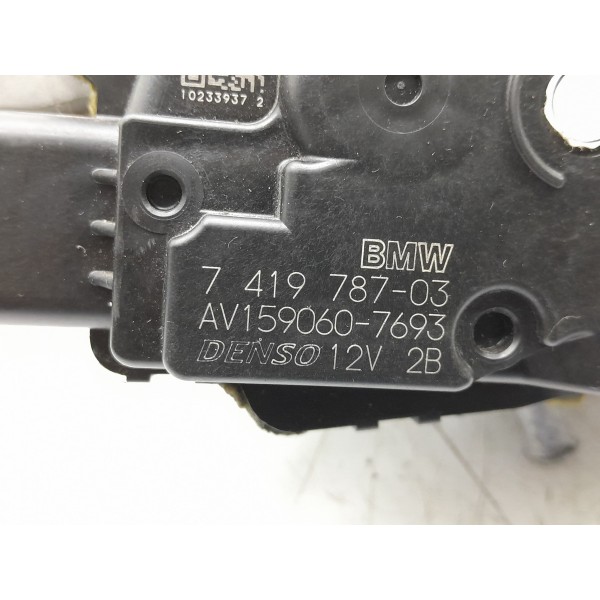 10233937 2
BMW
7 419 787-03
AV159060-7693
DENSO 12V 2B